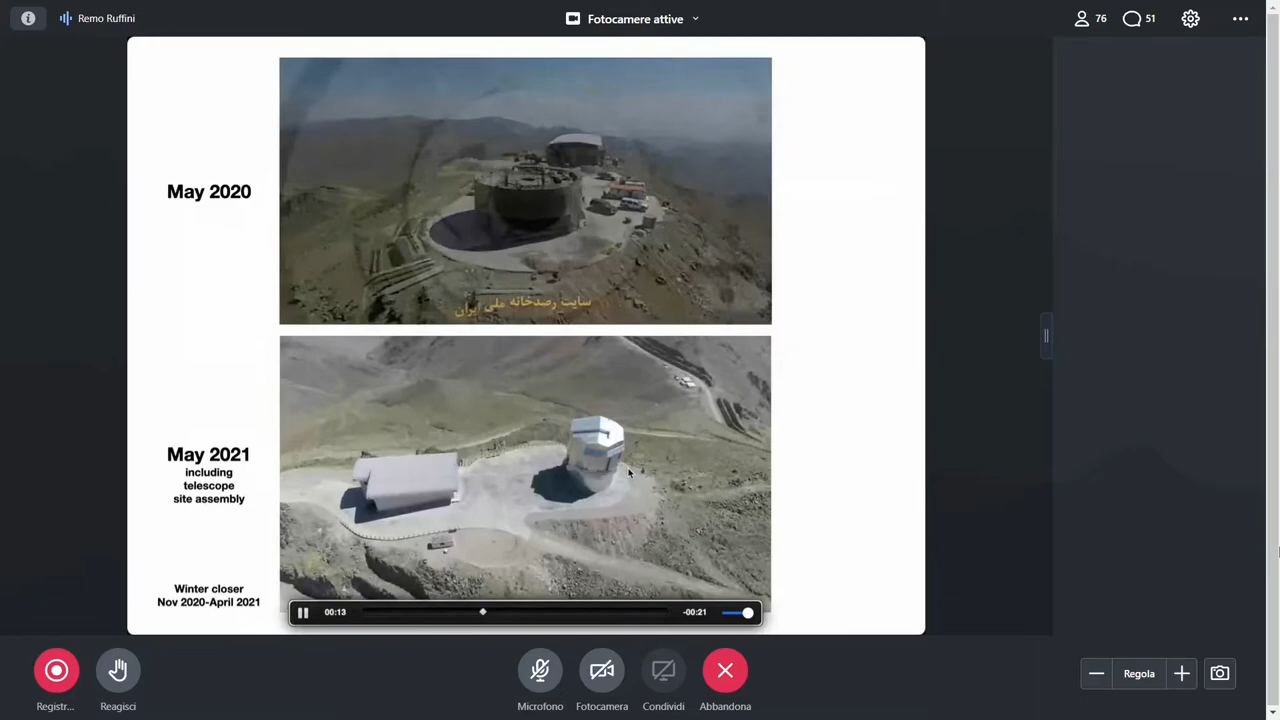 Remo Ruffini
Fotocamere attive
76
51
May 2020
سایت رصدخانه ملی ایران
May 2021
including
telescope
site assembly
Winter closer
Nov 2020-April 2021
00:13
-00:21
Registr...
Reagisci
Microfono
Fotocamera
Condividi
Abbandona
Regola